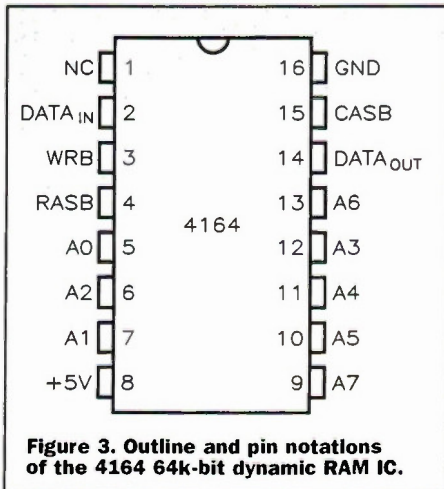 NC 1 16 GND
DATA IN 2 15 CASB
WRB 3 14 DATA OUT
RASB 4 13 A6
4164
A0 5 12 A3
A2 6 11 A4
A1 7 10 A5
+5V 8 9 A7
Figure 3. Outline and pin notations
of the 4164 64k-bit dynamic RAM IC.